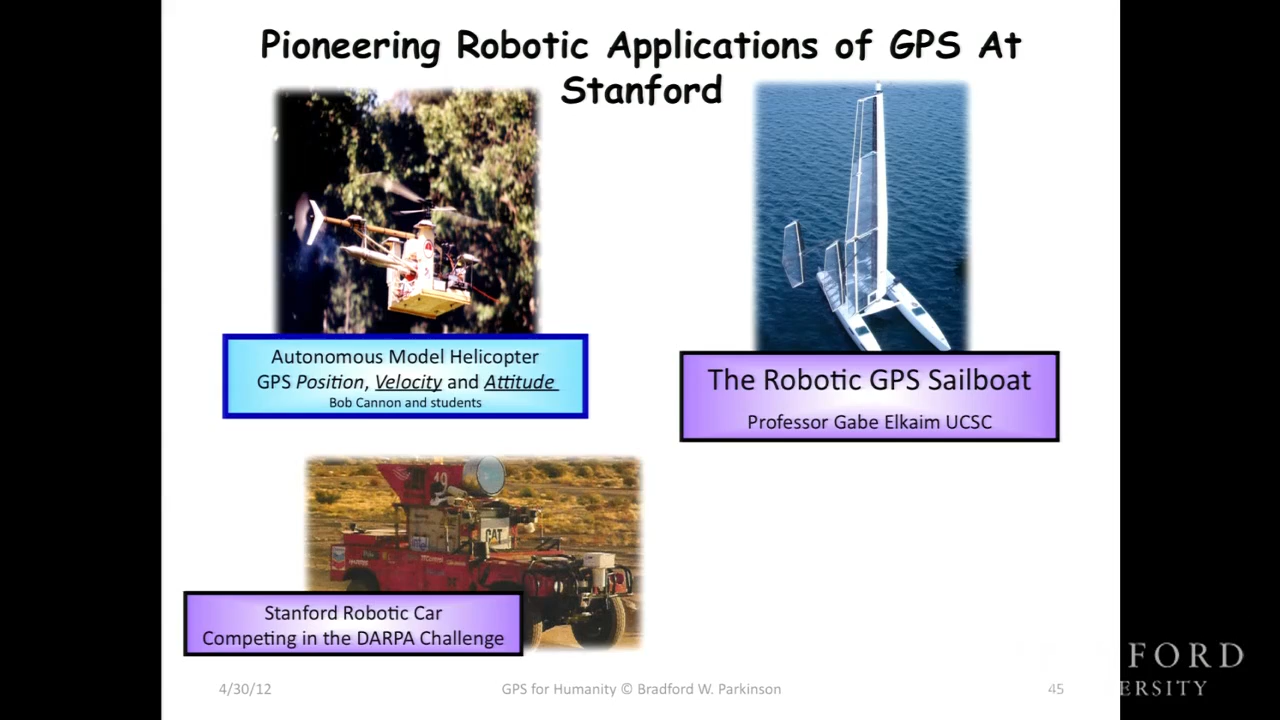 Pioneering Robotic Applications of GPS At
Stanford
Autonomous Model Helicopter
GPS Position, Velocity and Attitude
Bob Cannon and students
The Robotic GPS Sailboat
Professor Gabe Elkaim UCSC
19
CAT
Stanford Robotic Car
Competing in the DARPA Challenge
4/30/12
GPS for Humanity © Bradford W. Parkinson
45
FORD
ERSITY